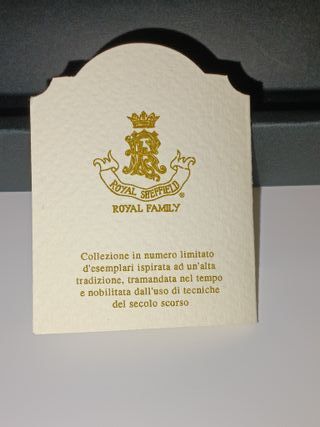 ROYAL SHEFFIELD ®
ROYAL FAMILY
Collezione in numero limitato
d'esemplari ispirata ad un'alta
tradizione, tramandata nel tempo
e nobilitata dall'uso di tecniche
del secolo scorso